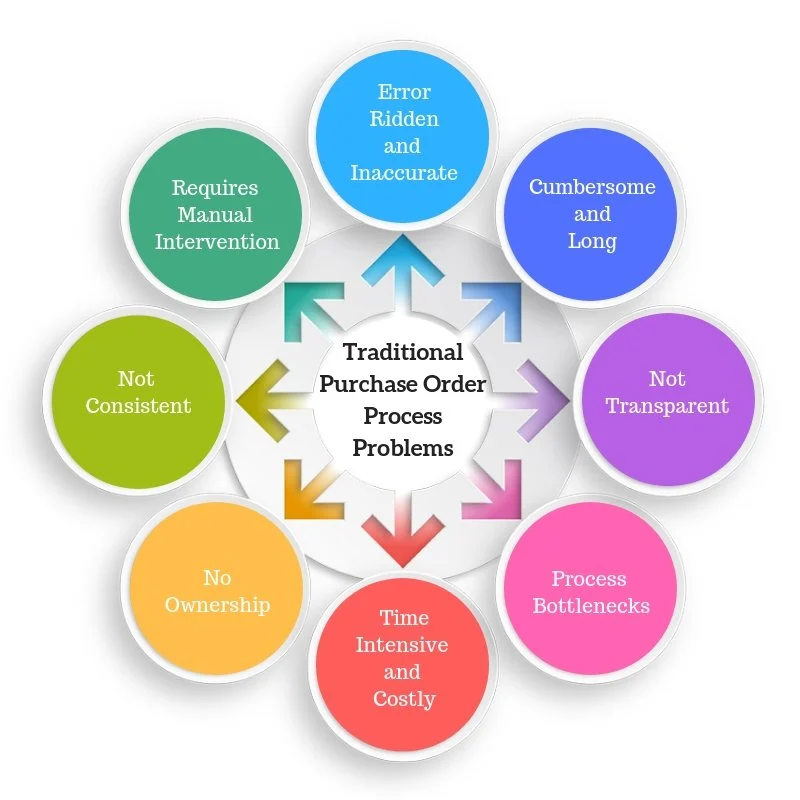 Error
Ridden
and
Inaccurate
Cumbersome
and
Long
Not
Transparent
Process
Bottlenecks
Time
Intensive
and
Costly
No
Ownership
Not
Consistent
Requires
Manual
Intervention
Traditional
Purchase Order
Process
Problems